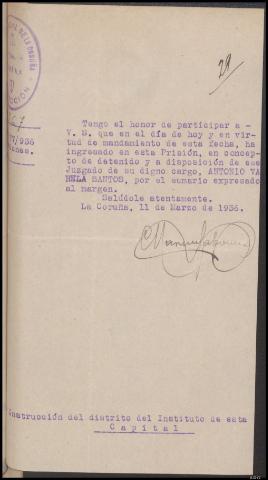 29
Tengo el honor de participar a -
V. S. que en el día de hoy y en vir-
tud de mandamiento de esta fecha, ha
ingresado en esta Prisión, en concep-
to de detenido y a disposición de ese
Juzgado de su digno cargo, ANTONIO VA
RELA SANTOS, por el sumario expresado
al margen.
/936
Salúdole atentamente.
La Coruña, 11 de Marzo de 1936.
nstrucción del distrito del Instituto de esta
Capital